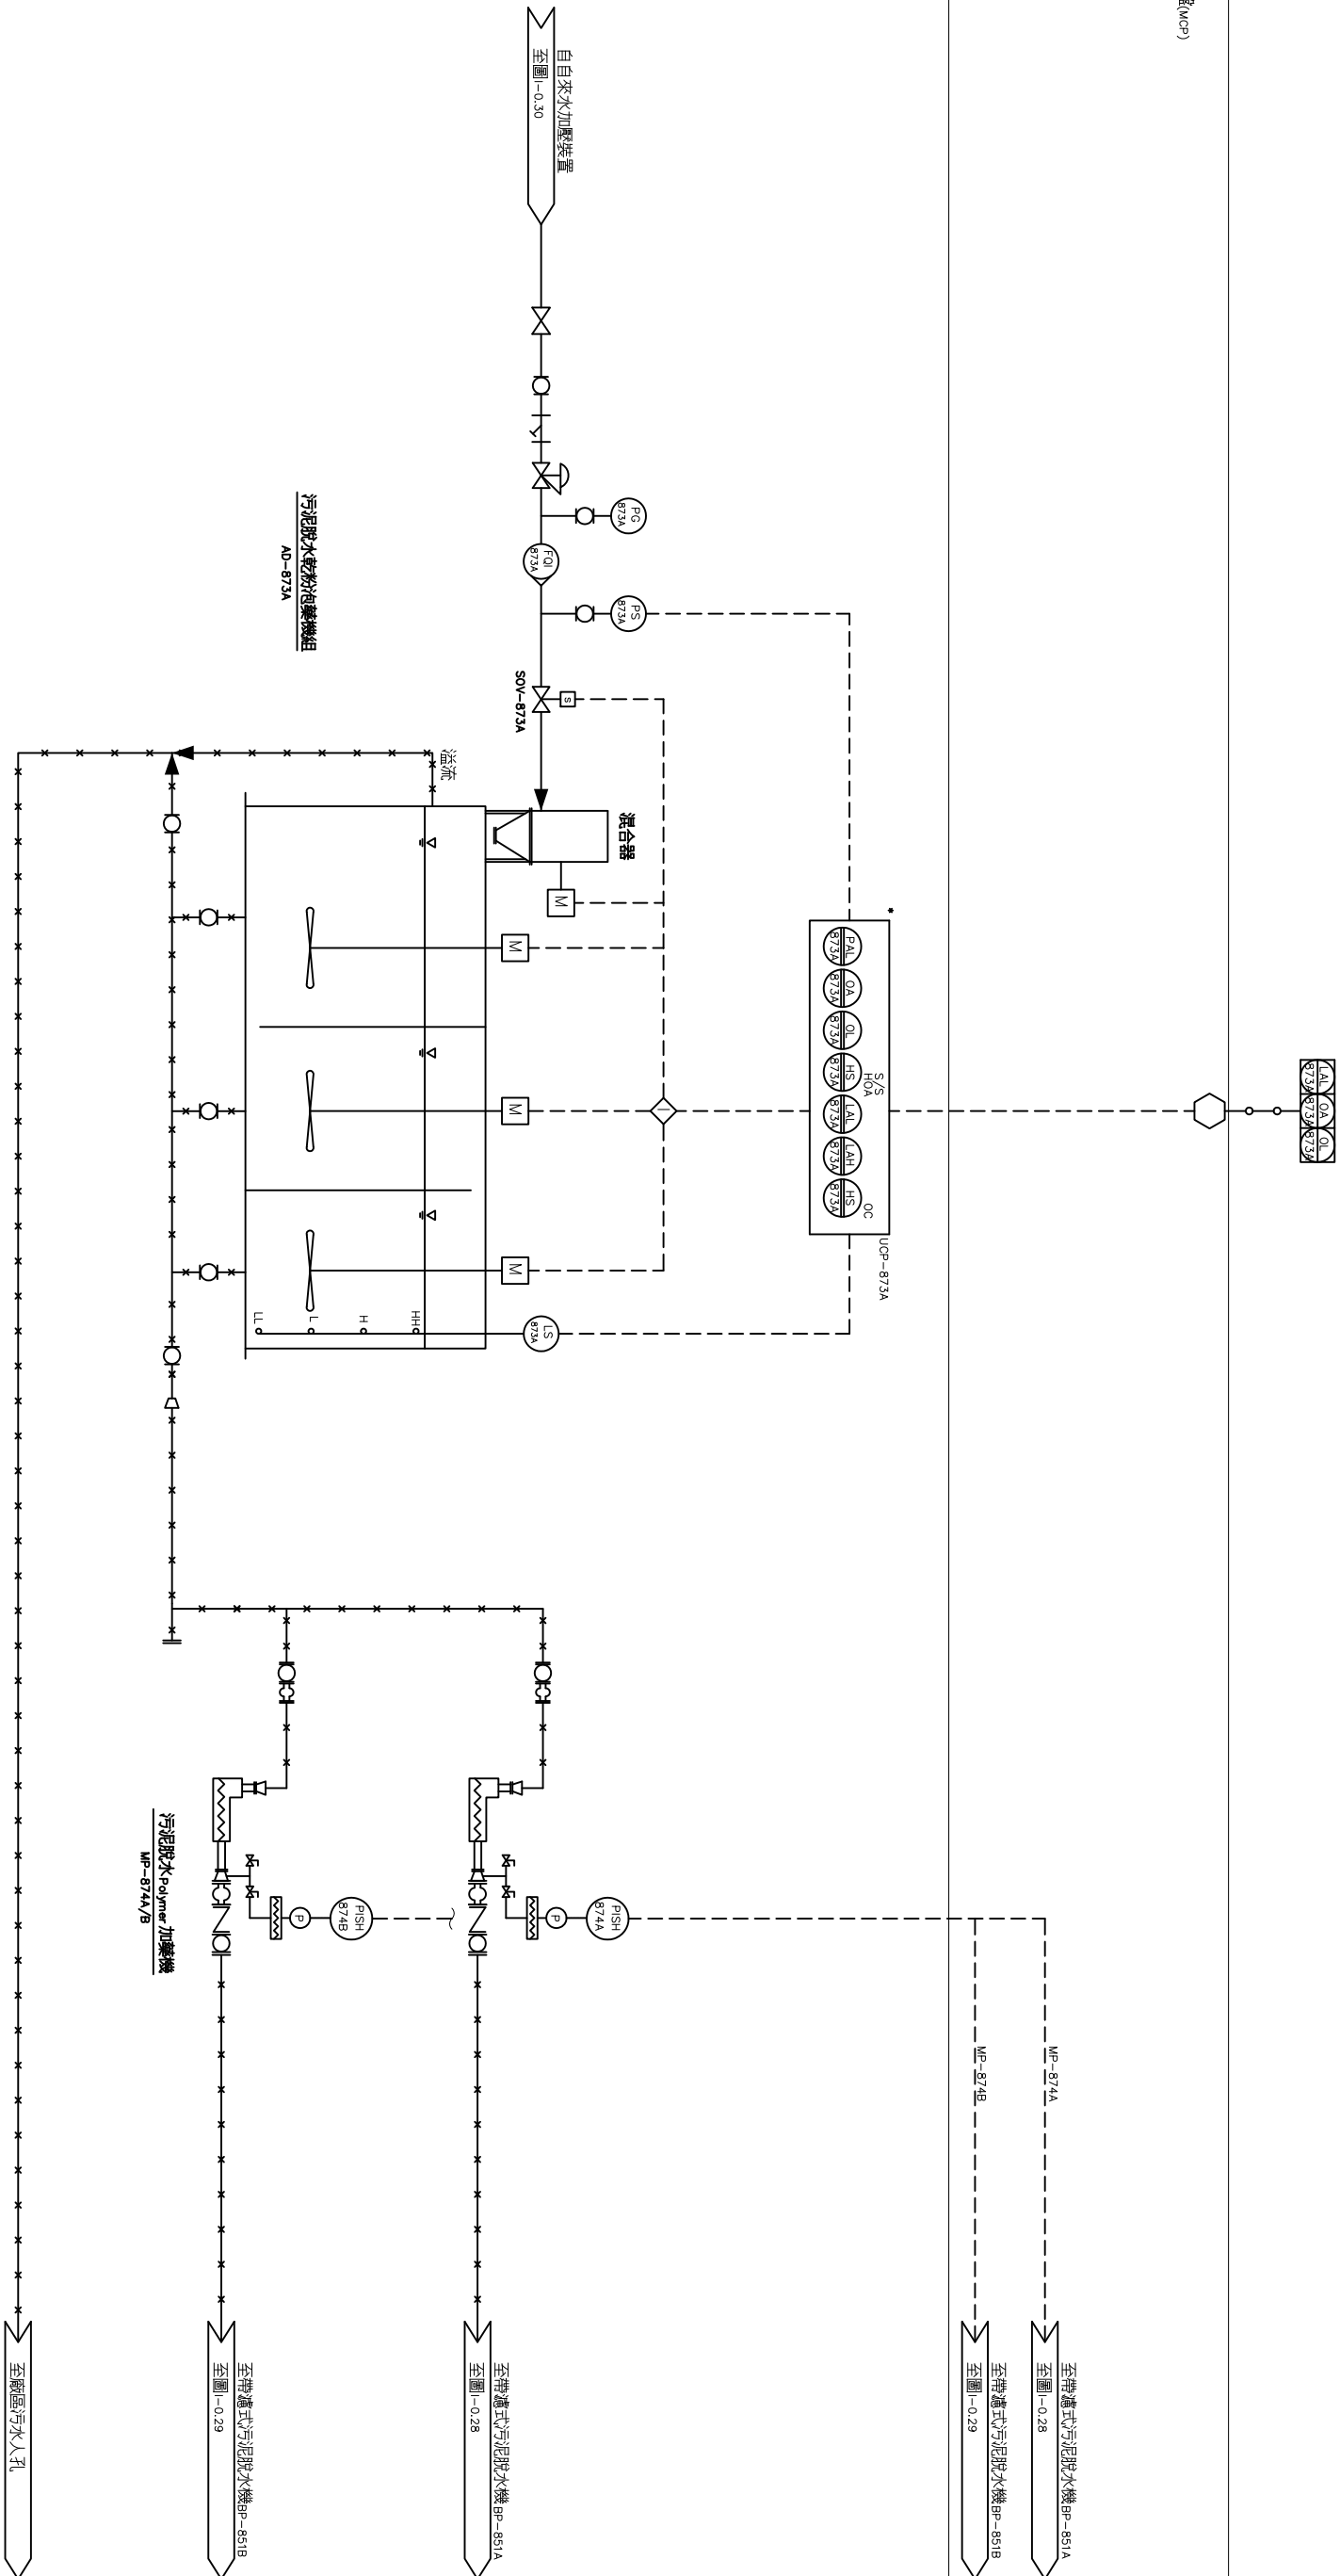 (MCP)
LAL
873A
OA
873A
OL
873A
自自來水加壓裝置
至圖I-0.30
PG
873A
FQI
873A
PS
873A
SOV-873A
S
污泥脫水乾粉泡藥機組
AD-873A
溢流
混合器
M
M
M
M
I
*
PAL
873A
OA
873A
OL
873A
S/S
HOA
HS
873A
LAL
873A
LAH
873A
OC
HS
873A
UCP-873A
LS
873A
HH
H
L
LL
PISH
874A
P
PISH
874B
P
污泥脫水Polymer加藥機
MP-874A/B
MP-874A
MP-874B
至帶濾式污泥脫水機BP-851A
至圖I-0.28
至帶濾式污泥脫水機BP-851B
至圖I-0.29
至帶濾式污泥脫水機BP-851A
至圖I-0.28
至帶濾式污泥脫水機BP-851B
至圖I-0.29
至廠區污水人孔